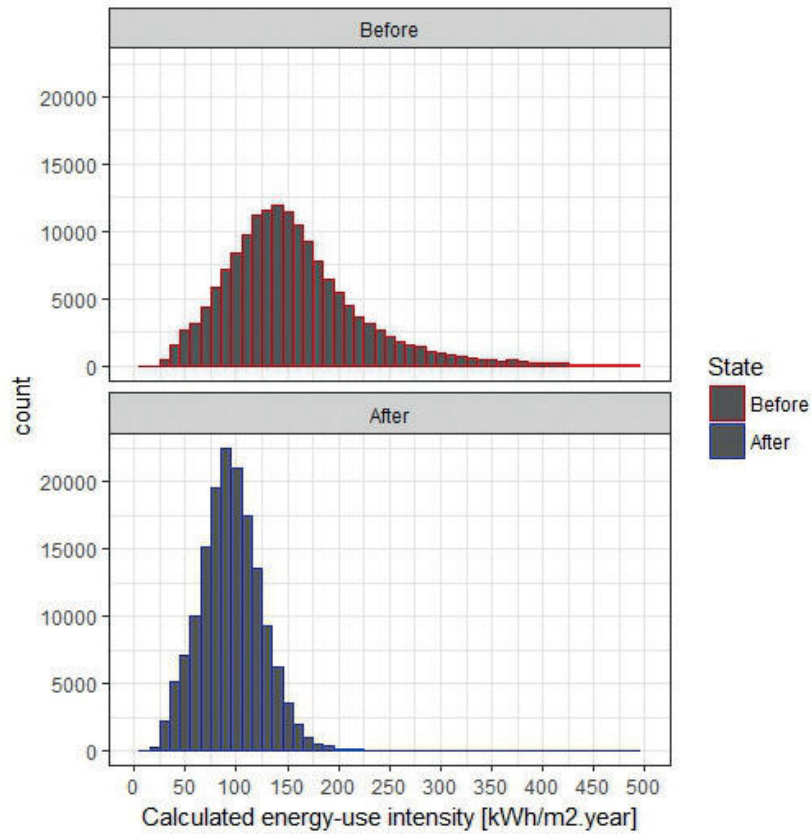 Before
20000
15000
10000
5000
0
count
After
20000
15000
10000
5000
0
0 50 100 150 200 250 300 350 400 450 500
Calculated energy-use intensity [kWh/m2.year]
State
Before
After